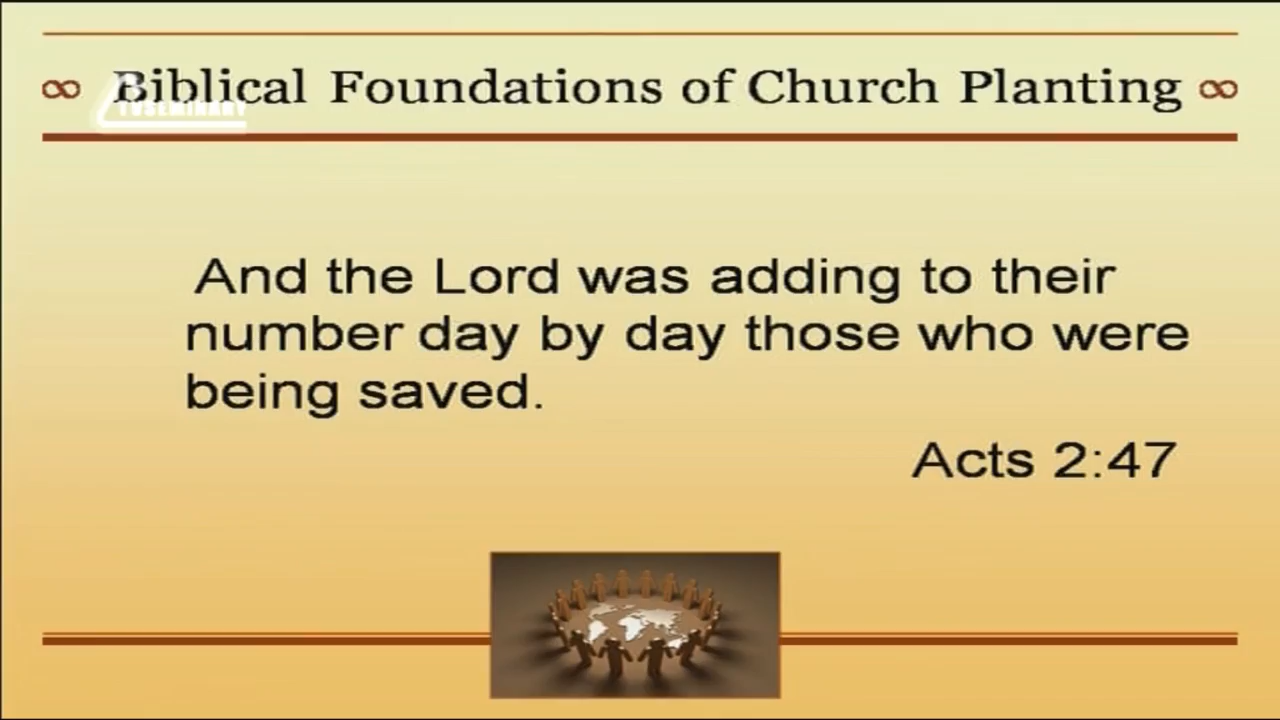 ∞ Biblical Foundations of Church Planting ∞
TVSEMINARY
And the Lord was adding to their
number day by day those who were
being saved.
Acts 2:47